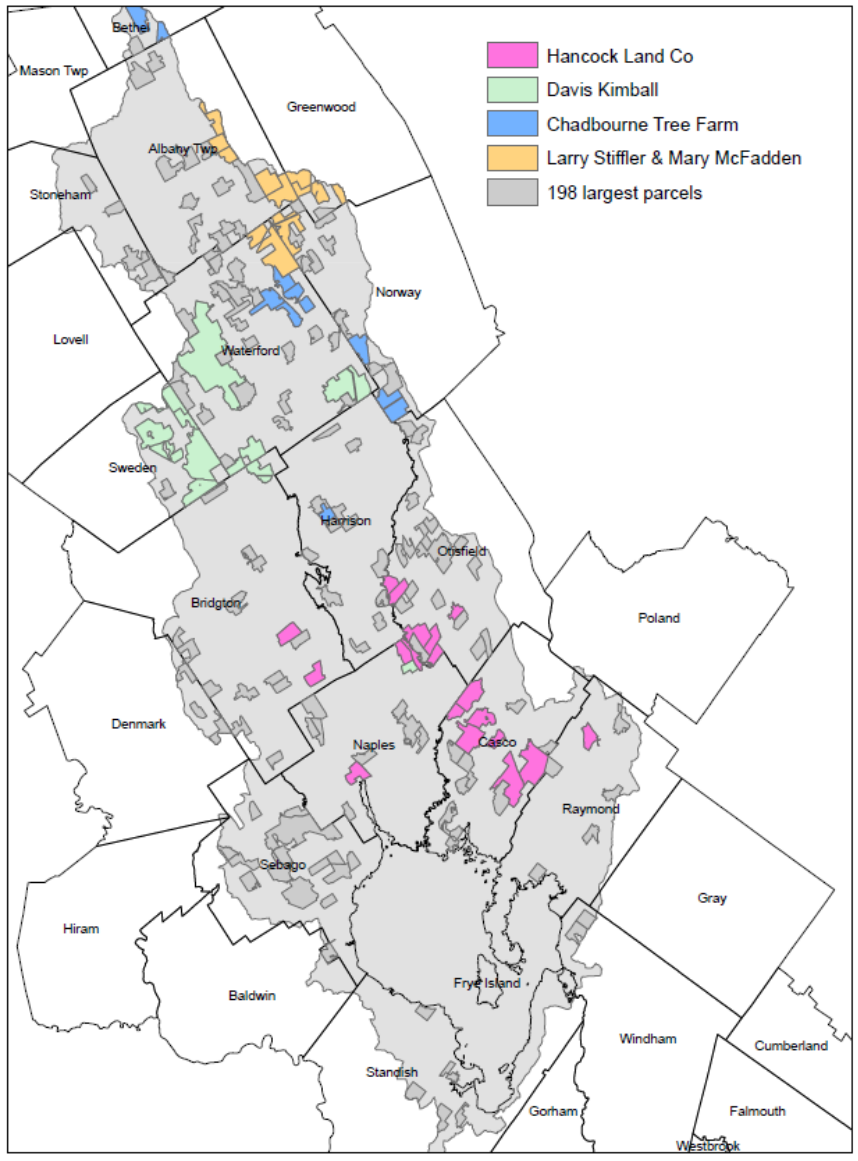 Bethel
Mason Twp
Hancock Land Co
Davis Kimball
Greenwood
Chadbourne Tree Farm
Albany Twp
Larry Stiffler & Mary McFadden
Stoneham
198 largest parcels
Norway
Lovell
Waterford
Sweden
Harrison
Otisfield
Bridgton
Poland
Denmark
Naples
Casco
Raymond
Sebago
Gray
Hiram
Frye Island
Baldwin
Windham
Cumberland
Standish
Gorham
Falmouth
Westbrook